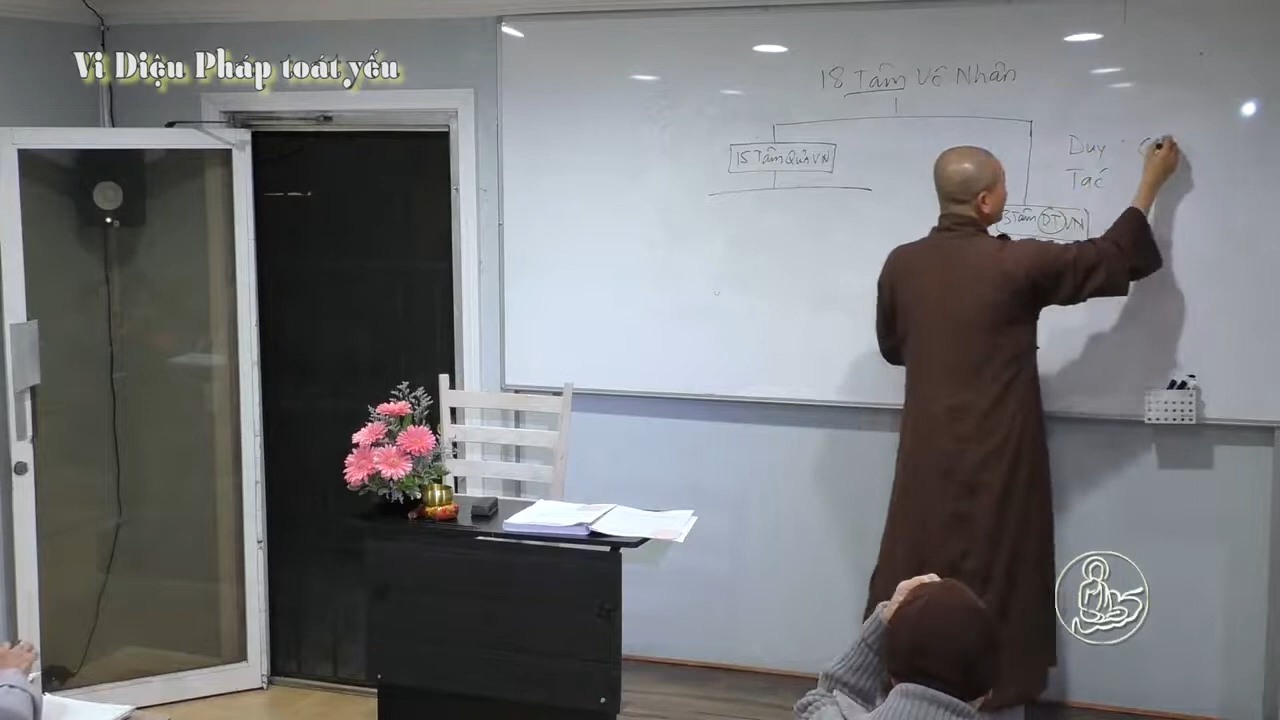 Vi Diệu Pháp toát yếu
18 Tâm Vô Nhân
15 Tâm Quả VN
Duy
Tác
3 Tâm DT VN